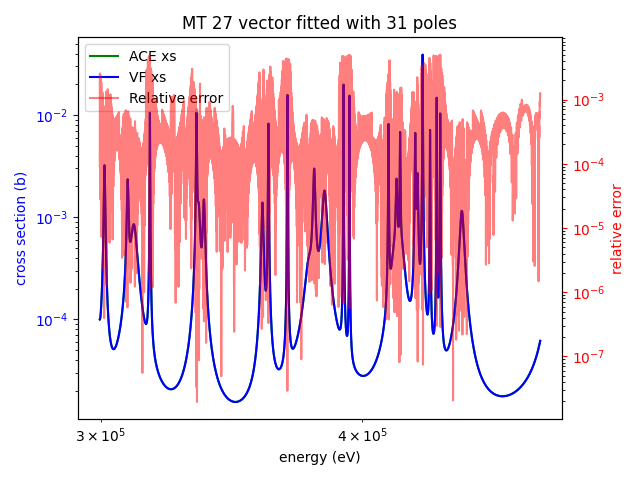 MT 27 vector fitted with 31 poles
ACE xs
VF xs
Relative error
10⁻²
10⁻³
10⁻⁴
cross section (b)
10⁻³
10⁻⁴
10⁻⁵
10⁻⁶
10⁻⁷
relative error
3 × 10⁵
4 × 10⁵
energy (eV)